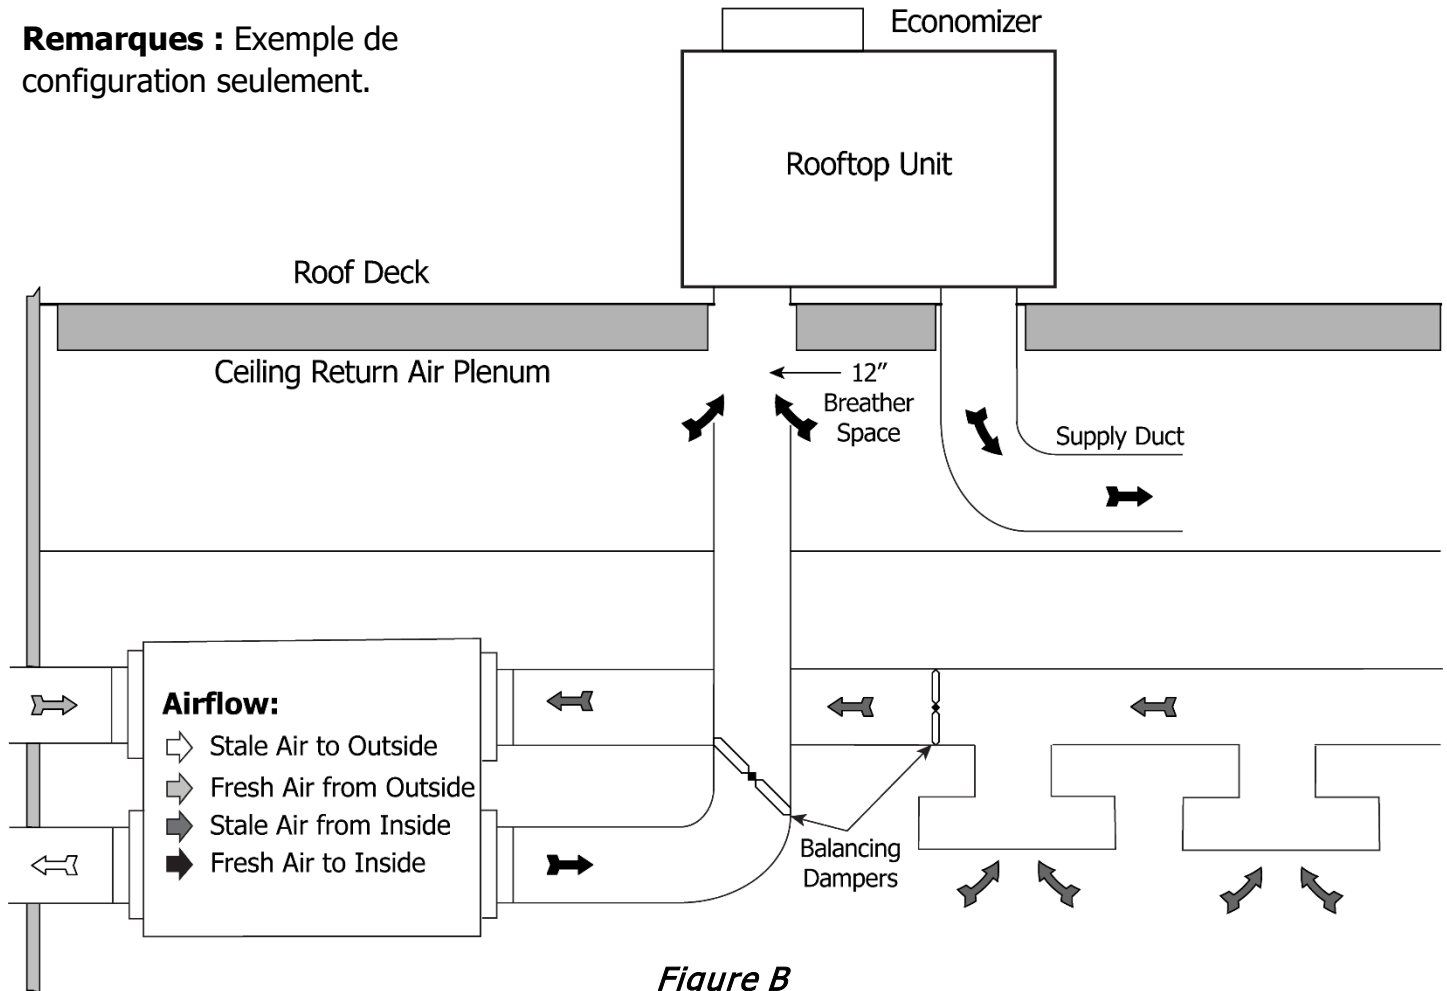 Remarques : Exemple de
configuration seulement.
Economizer
Rooftop Unit
Roof Deck
Ceiling Return Air Plenum
12″
Breather
Space
Supply Duct
Airflow:
Stale Air to Outside
Fresh Air from Outside
Stale Air from Inside
Fresh Air to Inside
Balancing
Dampers
Figure B